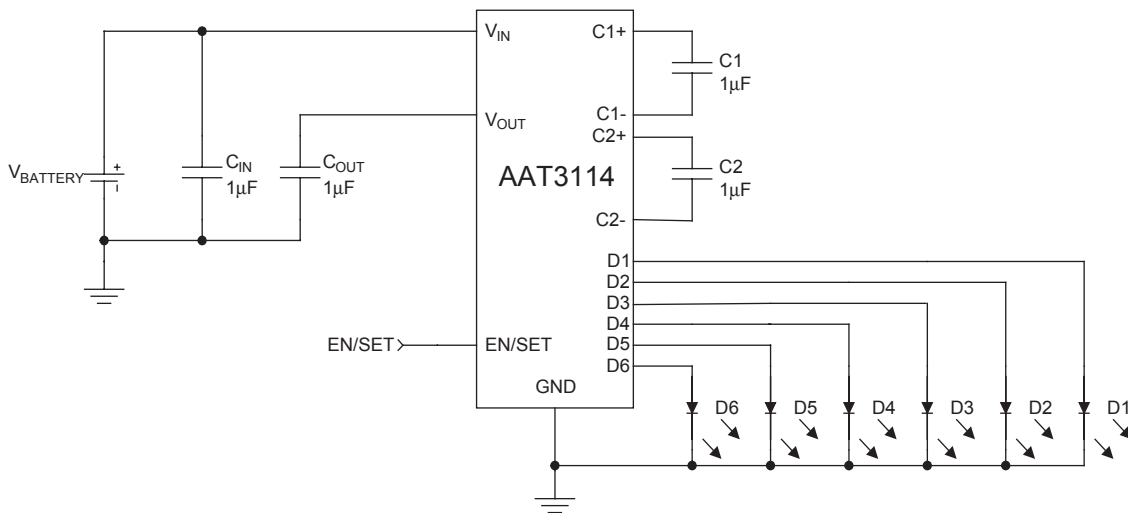 V_IN
C1+
C1
1µF
C1-
V_OUT
C2+
V_BATTERY
+
C_IN
1µF
C_OUT
1µF
AAT3114
C2
1µF
C2-
D1
D2
D3
D4
D5
D6
EN/SET
EN/SET
GND
D6
D5
D4
D3
D2
D1